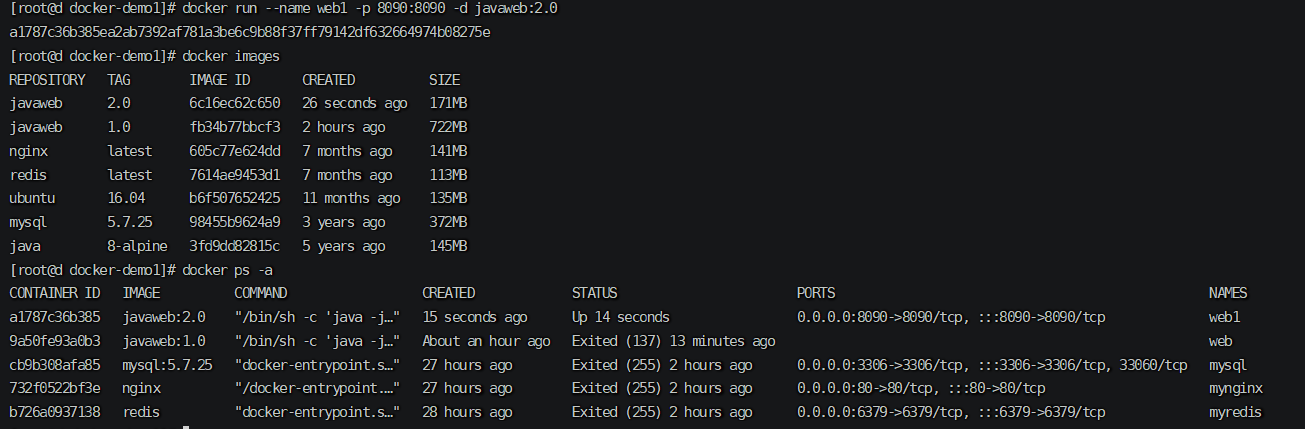 [root@d docker-demo1]# docker run --name web1 -p 8090:8090 -d javaweb:2.0
a1787c36b385ea2ab7392af781a3be6c9b88f37ff79142df632664974b08275e
[root@d docker-demo1]# docker images
REPOSITORY TAG IMAGE ID CREATED SIZE
javaweb 2.0 6c16ec62c650 26 seconds ago 171MB
javaweb 1.0 fb34b77bbcf3 2 hours ago 722MB
nginx latest 605c77e624dd 7 months ago 141MB
redis latest 7614ae9453d1 7 months ago 113MB
ubuntu 16.04 b6f507652425 11 months ago 135MB
mysql 5.7.25 98455b9624a9 3 years ago 372MB
java 8-alpine 3fd9dd82815c 5 years ago 145MB
[root@d docker-demo1]# docker ps -a
CONTAINER ID IMAGE COMMAND CREATED STATUS PORTS NAMES
a1787c36b385 javaweb:2.0 "/bin/sh -c 'java -j…" 15 seconds ago Up 14 seconds 0.0.0.0:8090->8090/tcp, :::8090->8090/tcp web1
9a50fe93a0b3 javaweb:1.0 "/bin/sh -c 'java -j…" About an hour ago Exited (137) 13 minutes ago web
cb9b308afa85 mysql:5.7.25 "docker-entrypoint.s…" 27 hours ago Exited (255) 2 hours ago 0.0.0.0:3306->3306/tcp, :::3306->3306/tcp, 33060/tcp mysql
732f0522bf3e nginx "/docker-entrypoint.…" 27 hours ago Exited (255) 2 hours ago 0.0.0.0:80->80/tcp, :::80->80/tcp mynginx
b726a0937138 redis "docker-entrypoint.s…" 28 hours ago Exited (255) 2 hours ago 0.0.0.0:6379->6379/tcp, :::6379->6379/tcp myredis